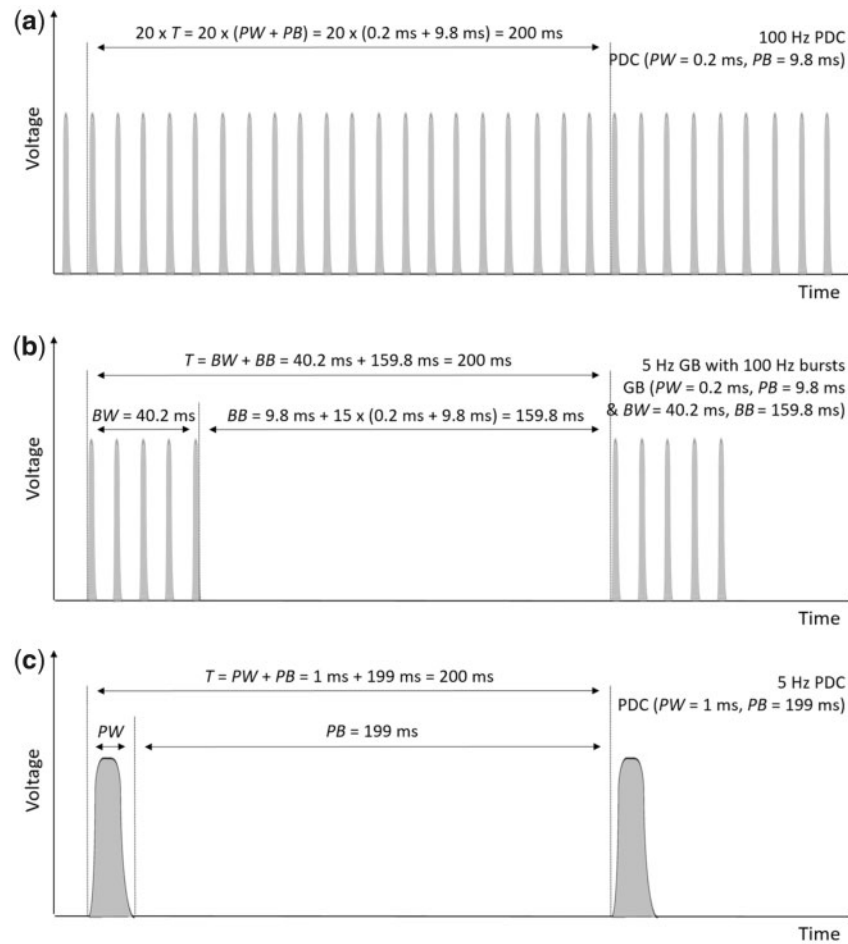 (a)
20 x T = 20 x (PW + PB) = 20 x (0.2 ms + 9.8 ms) = 200 ms
100 Hz PDC
PDC (PW = 0.2 ms, PB = 9.8 ms)
Voltage
Time
(b)
T = BW + BB = 40.2 ms + 159.8 ms = 200 ms
5 Hz GB with 100 Hz bursts
GB (PW = 0.2 ms, PB = 9.8 ms
& BW = 40.2 ms, BB = 159.8 ms)
BW = 40.2 ms
BB = 9.8 ms + 15 x (0.2 ms + 9.8 ms) = 159.8 ms
Voltage
Time
(c)
T = PW + PB = 1 ms + 199 ms = 200 ms
5 Hz PDC
PDC (PW = 1 ms, PB = 199 ms)
PW
PB = 199 ms
Voltage
Time